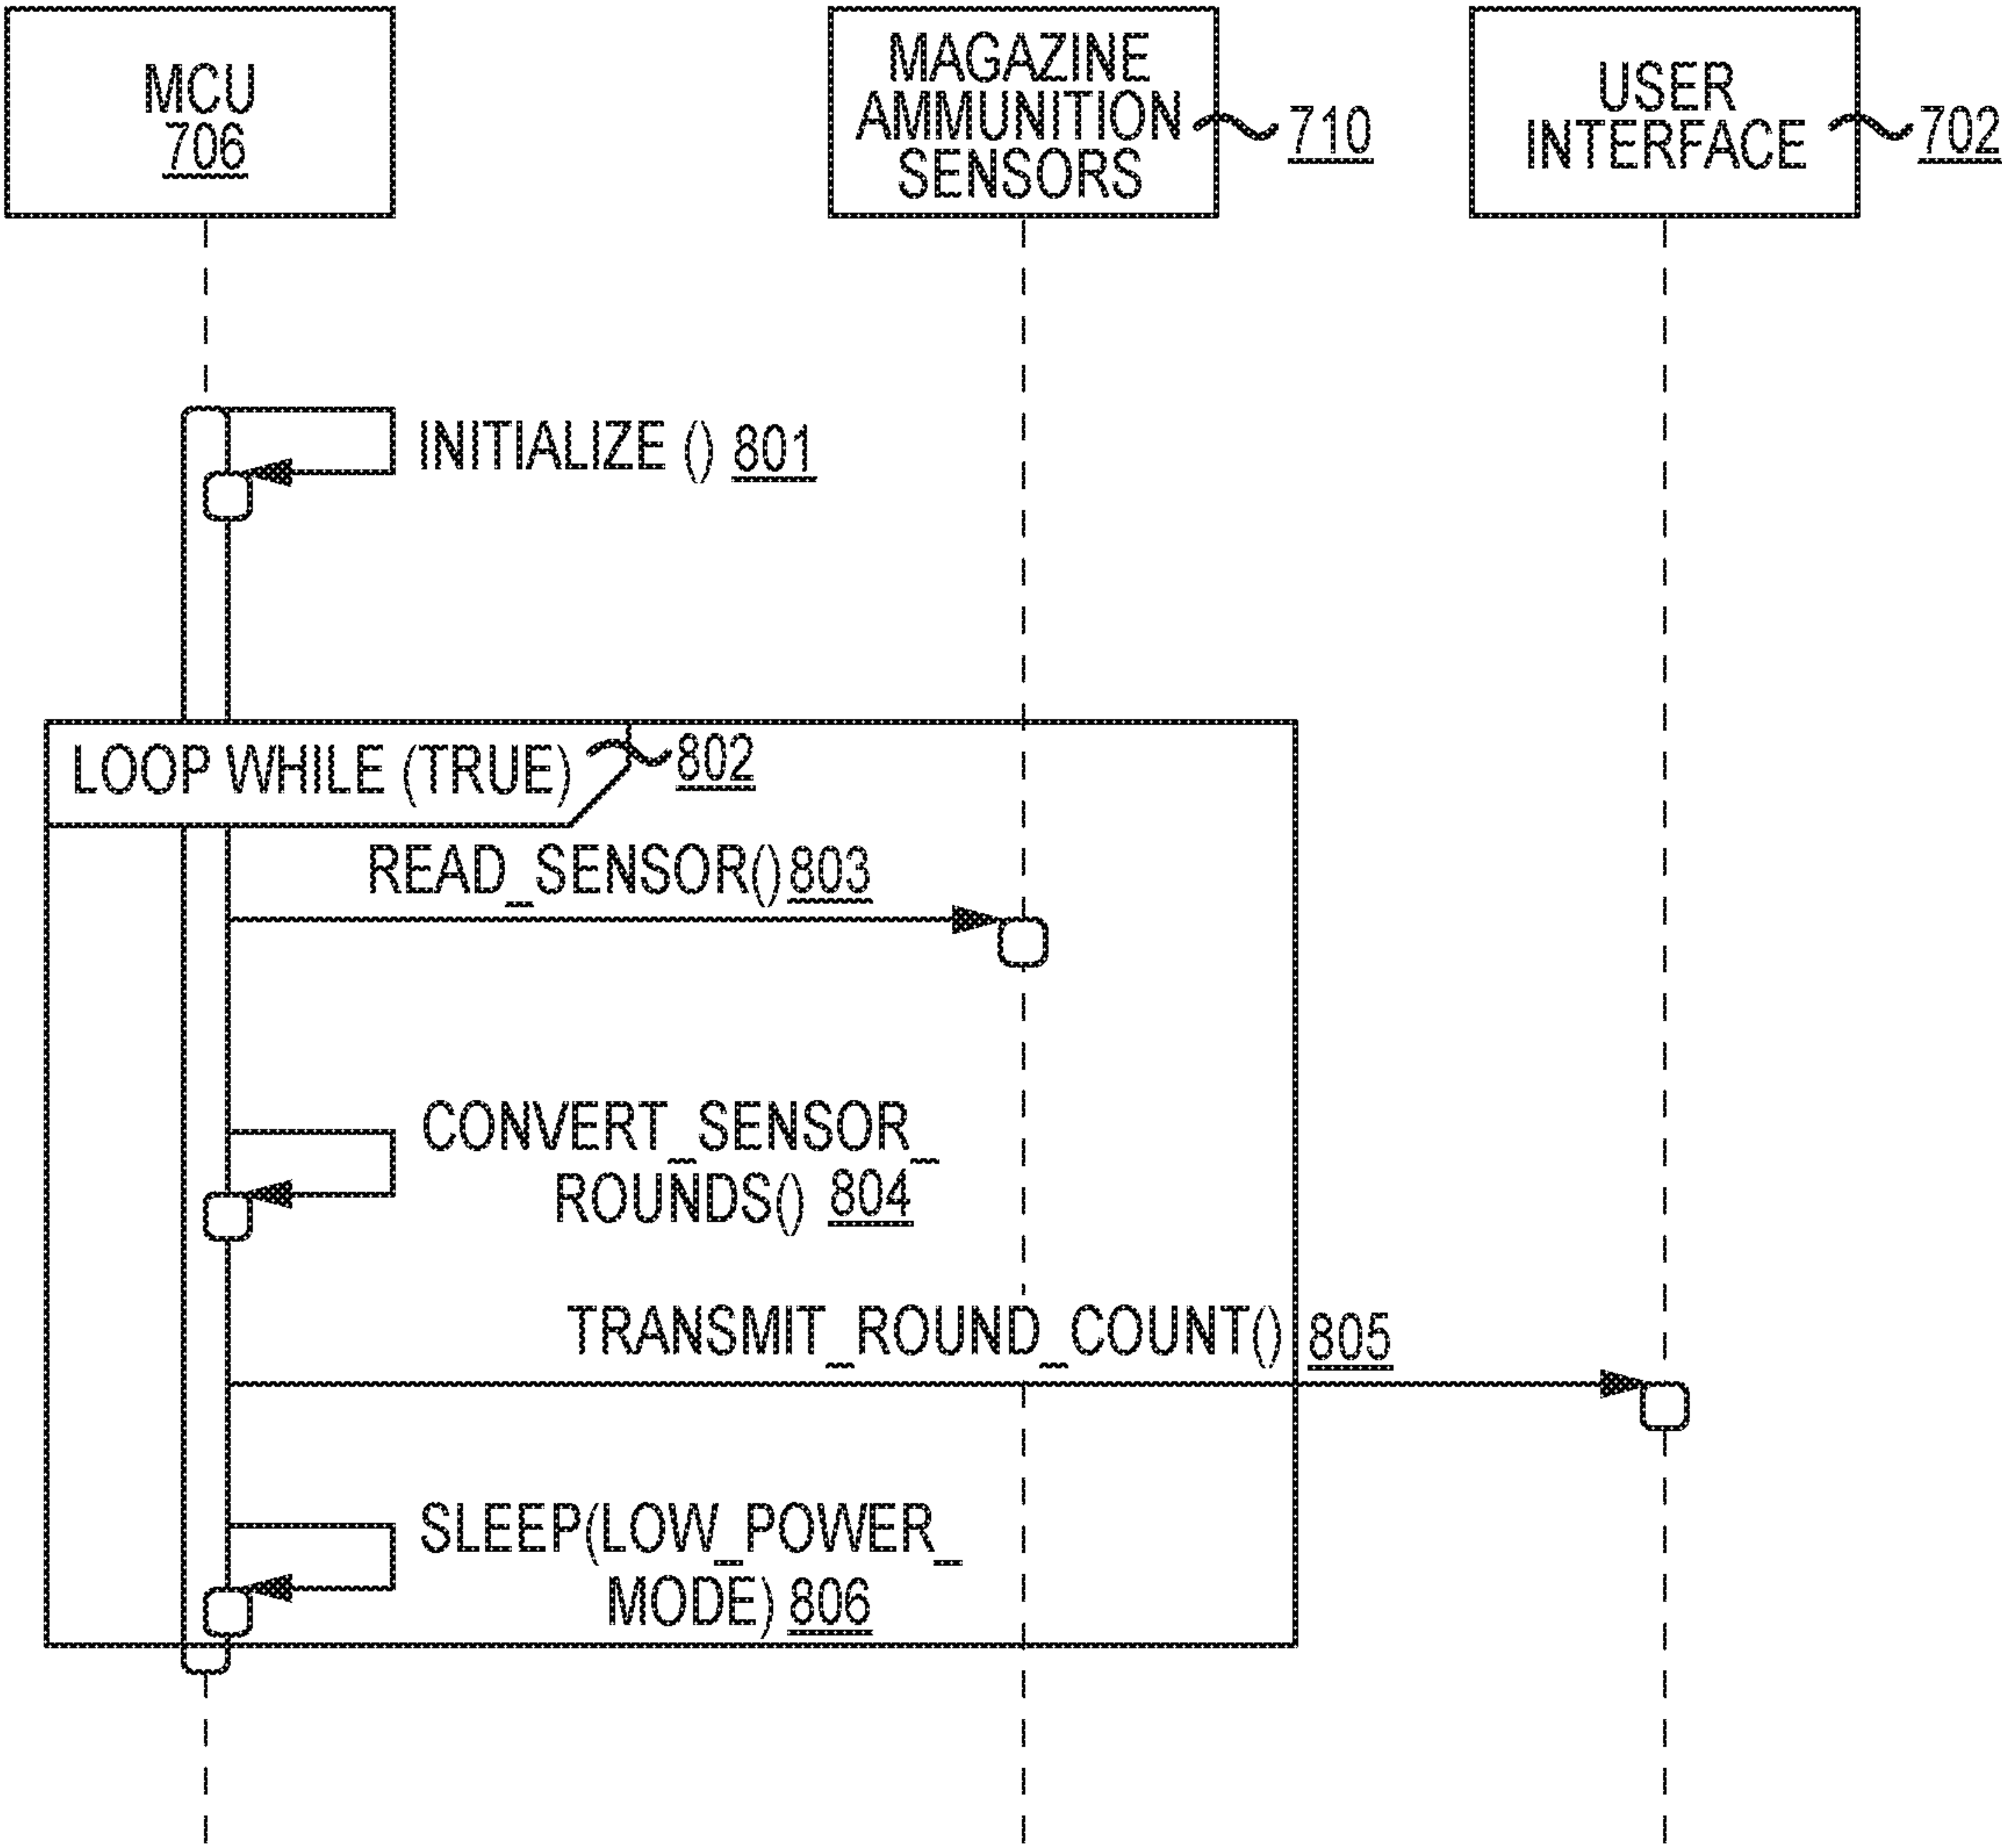 MCU
706
MAGAZINE
AMMUNITION
SENSORS
710
USER
INTERFACE
702
INITIALIZE () 801
LOOP WHILE (TRUE) 802
READ_SENSOR() 803
CONVERT_SENSOR_
ROUNDS() 804
TRANSMIT_ROUND_COUNT() 805
SLEEP(LOW_POWER_
MODE) 806